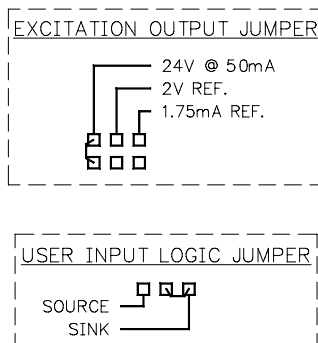 EXCITATION OUTPUT JUMPER
24V @ 50mA
2V REF.
1.75mA REF.
USER INPUT LOGIC JUMPER
SOURCE
SINK